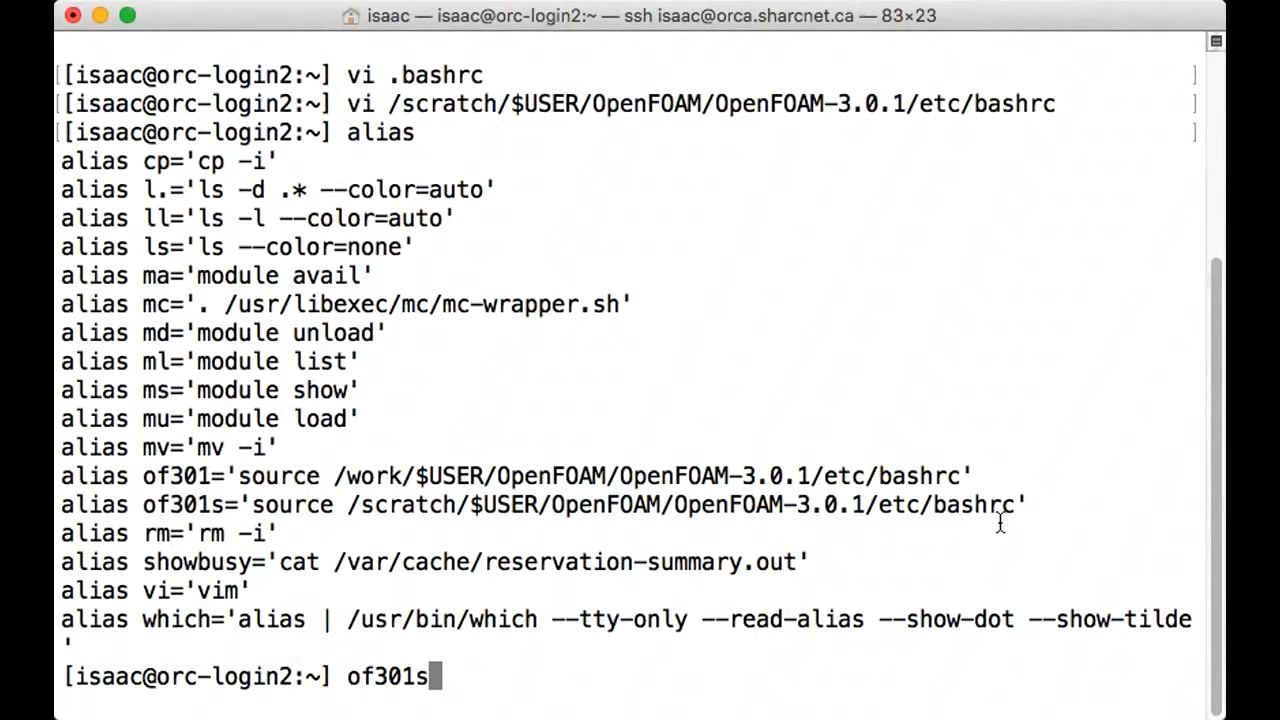 isaac — isaac@orc-login2:~ — ssh isaac@orca.sharcnet.ca — 83×23
[[isaac@orc-login2:~] vi .bashrc ]
[[isaac@orc-login2:~] vi /scratch/$USER/OpenFOAM/OpenFOAM-3.0.1/etc/bashrc ]
[[isaac@orc-login2:~] alias ]
alias cp='cp -i'
alias l.='ls -d .* --color=auto'
alias ll='ls -l --color=auto'
alias ls='ls --color=none'
alias ma='module avail'
alias mc='. /usr/libexec/mc/mc-wrapper.sh'
alias md='module unload'
alias ml='module list'
alias ms='module show'
alias mu='module load'
alias mv='mv -i'
alias of301='source /work/$USER/OpenFOAM/OpenFOAM-3.0.1/etc/bashrc'
alias of301s='source /scratch/$USER/OpenFOAM/OpenFOAM-3.0.1/etc/bashrc'
alias rm='rm -i'
alias showbusy='cat /var/cache/reservation-summary.out'
alias vi='vim'
alias which='alias | /usr/bin/which --tty-only --read-alias --show-dot --show-tilde
'
[isaac@orc-login2:~] of301s